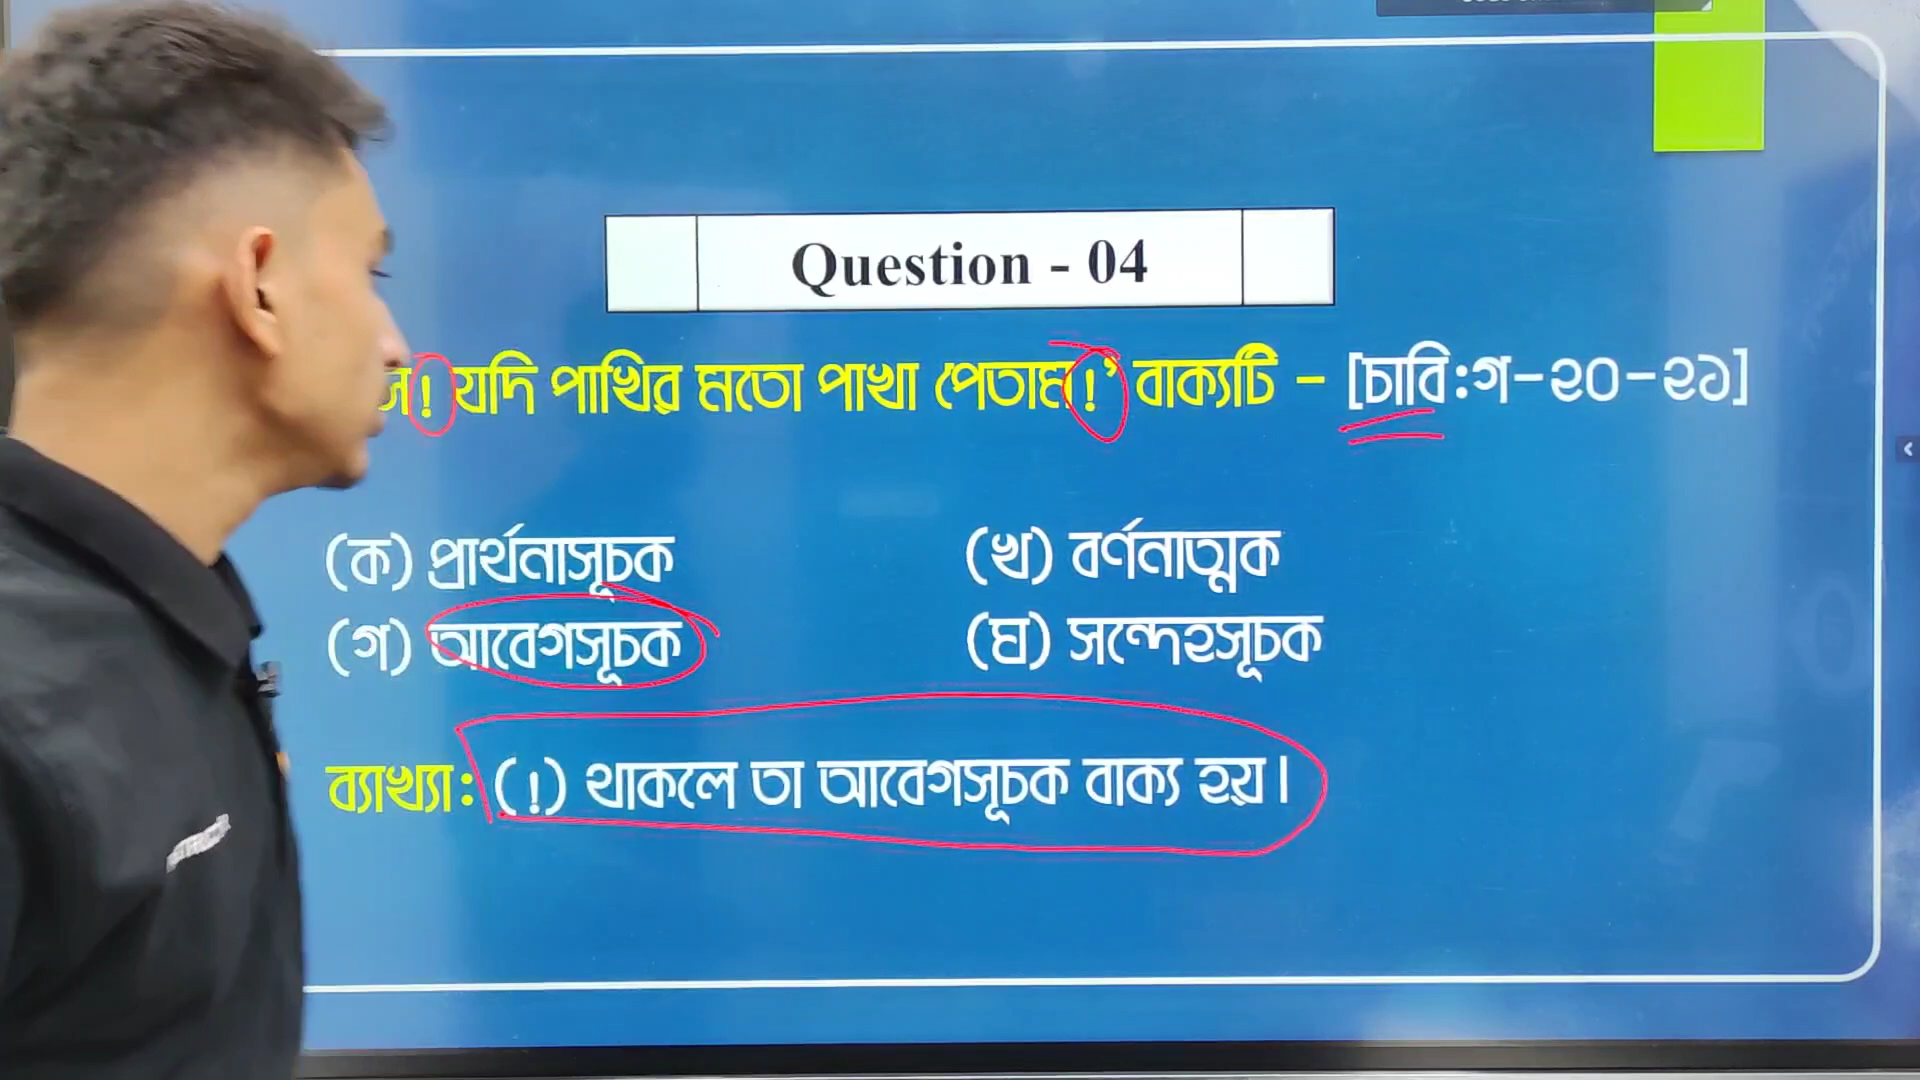 Question - 04
! যদি পাখির মতো পাখা পেতাম!’ বাক্যটি – [চাবি:গ-২০-২১]
(ক) প্রার্থনাসূচক
(খ) বর্ণনাত্মক
(গ) আবেগসূচক
(ঘ) সন্দেহসূচক
ব্যাখ্যা: (!) থাকলে তা আবেগসূচক বাক্য হয়।